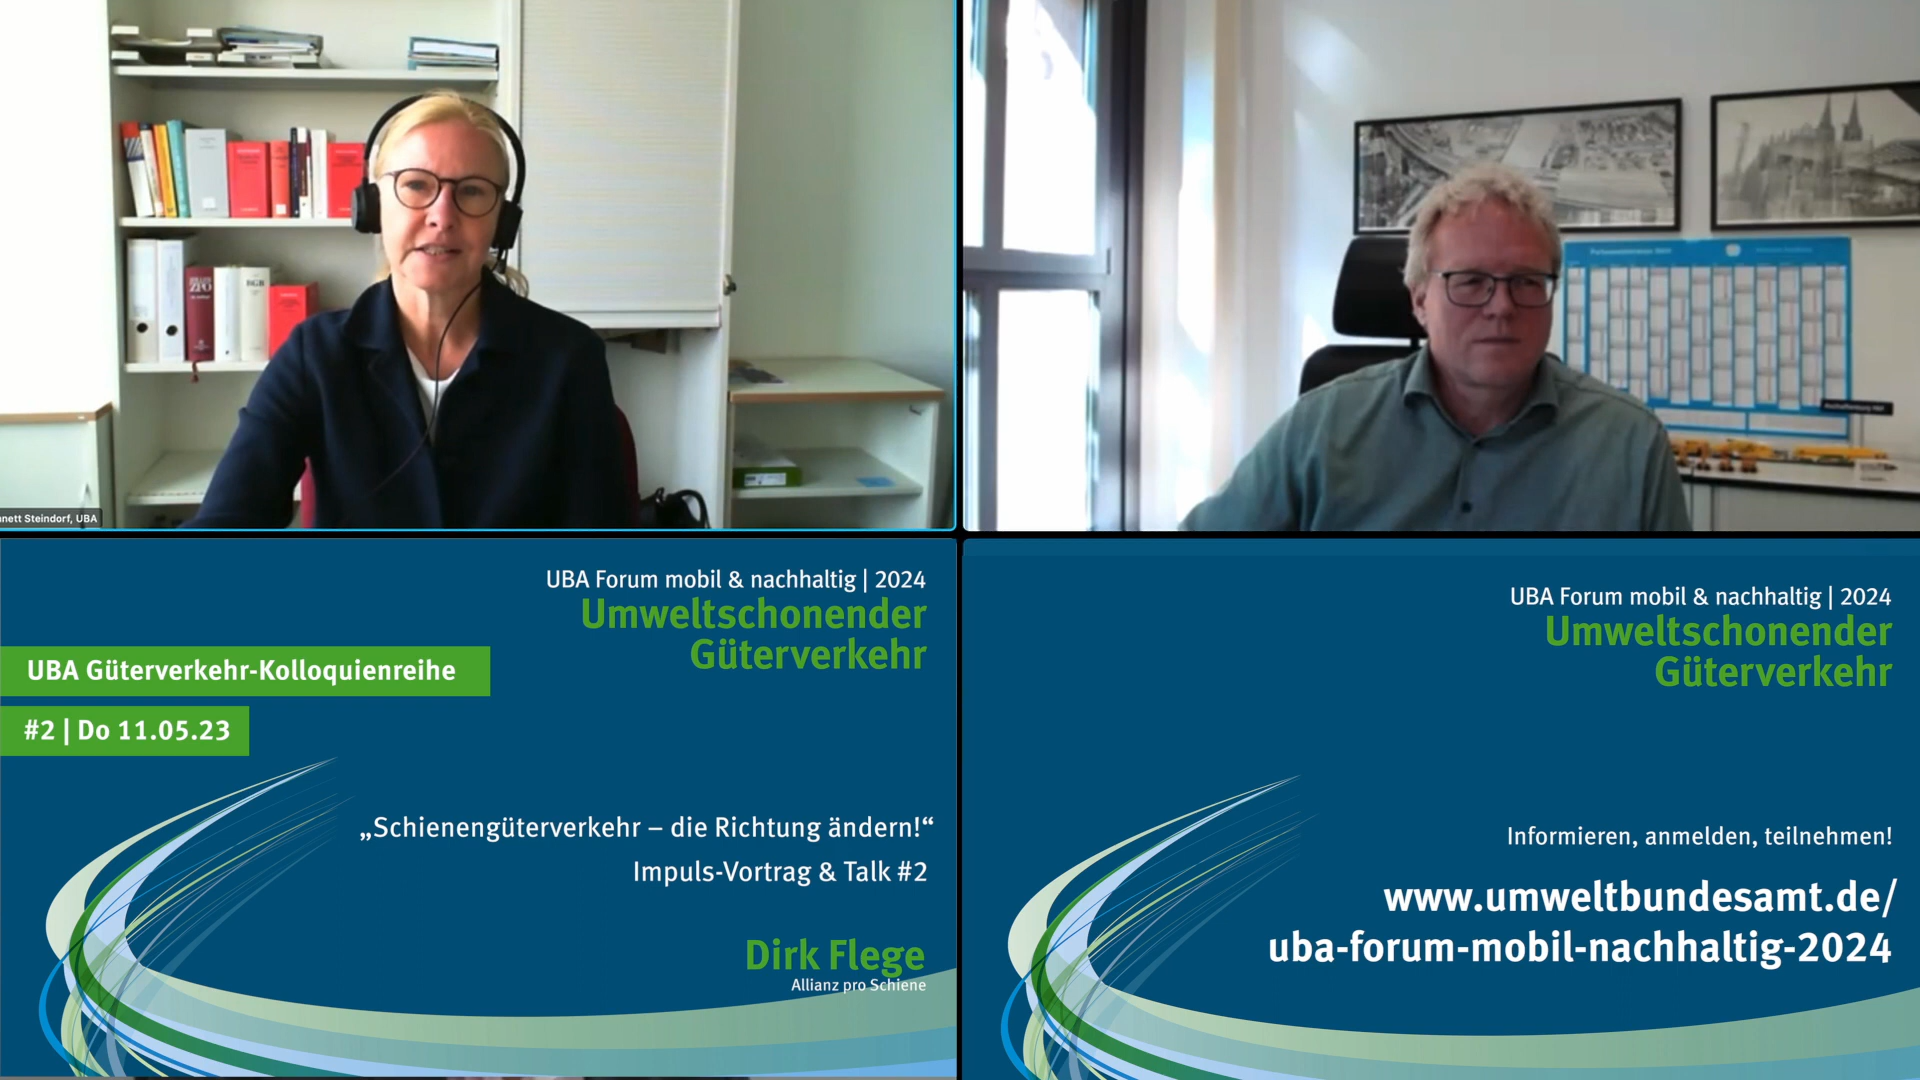 ZPO
BGB
nett Steindorf, UBA
UBA Forum mobil & nachhaltig | 2024
Umweltschonender
Güterverkehr
UBA Güterverkehr-Kolloquienreihe
#2 | Do 11.05.23
„Schienengüterverkehr – die Richtung ändern!“
Impuls-Vortrag & Talk #2
Dirk Flege
Allianz pro Schiene
UBA Forum mobil & nachhaltig | 2024
Umweltschonender
Güterverkehr
Informieren, anmelden, teilnehmen!
www.umweltbundesamt.de/
uba-forum-mobil-nachhaltig-2024